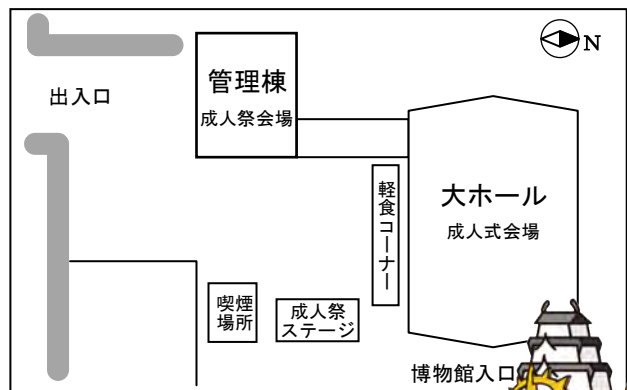 N
管理棟
成人祭会場
出入口
大ホール
成人式会場
軽食コーナー
喫煙
場所
成人祭
ステージ
博物館入口